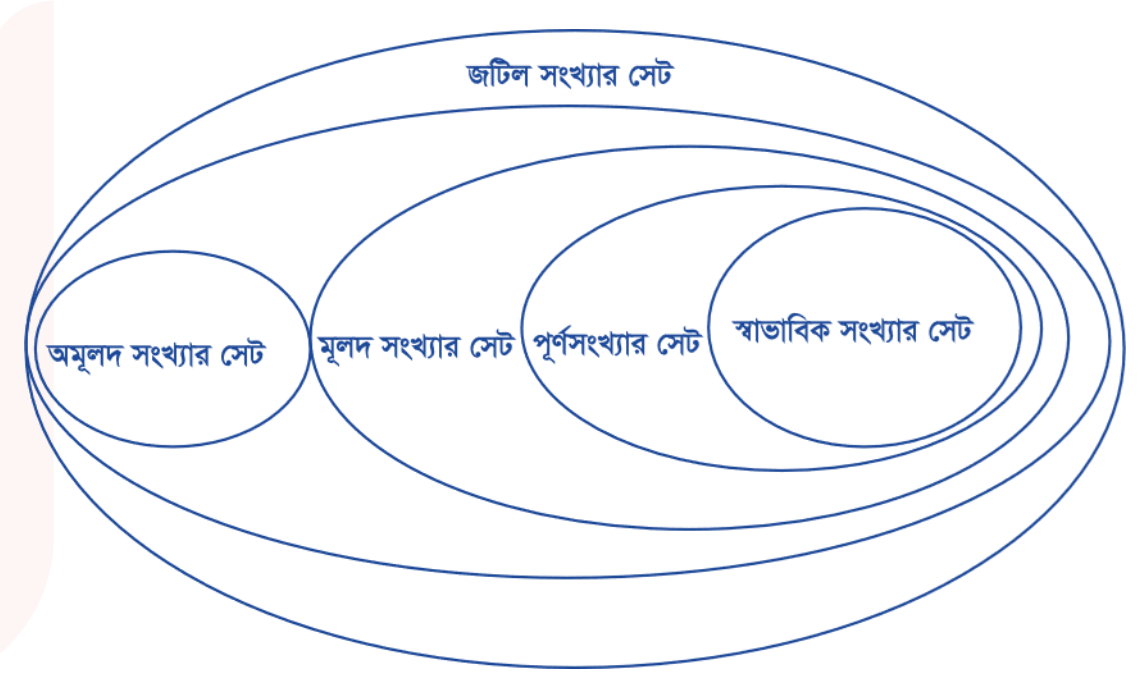 জটিল সংখ্যার সেট
অমূলদ সংখ্যার সেট
মূলদ সংখ্যার সেট
পূর্ণসংখ্যার সেট
স্বাভাবিক সংখ্যার সেট